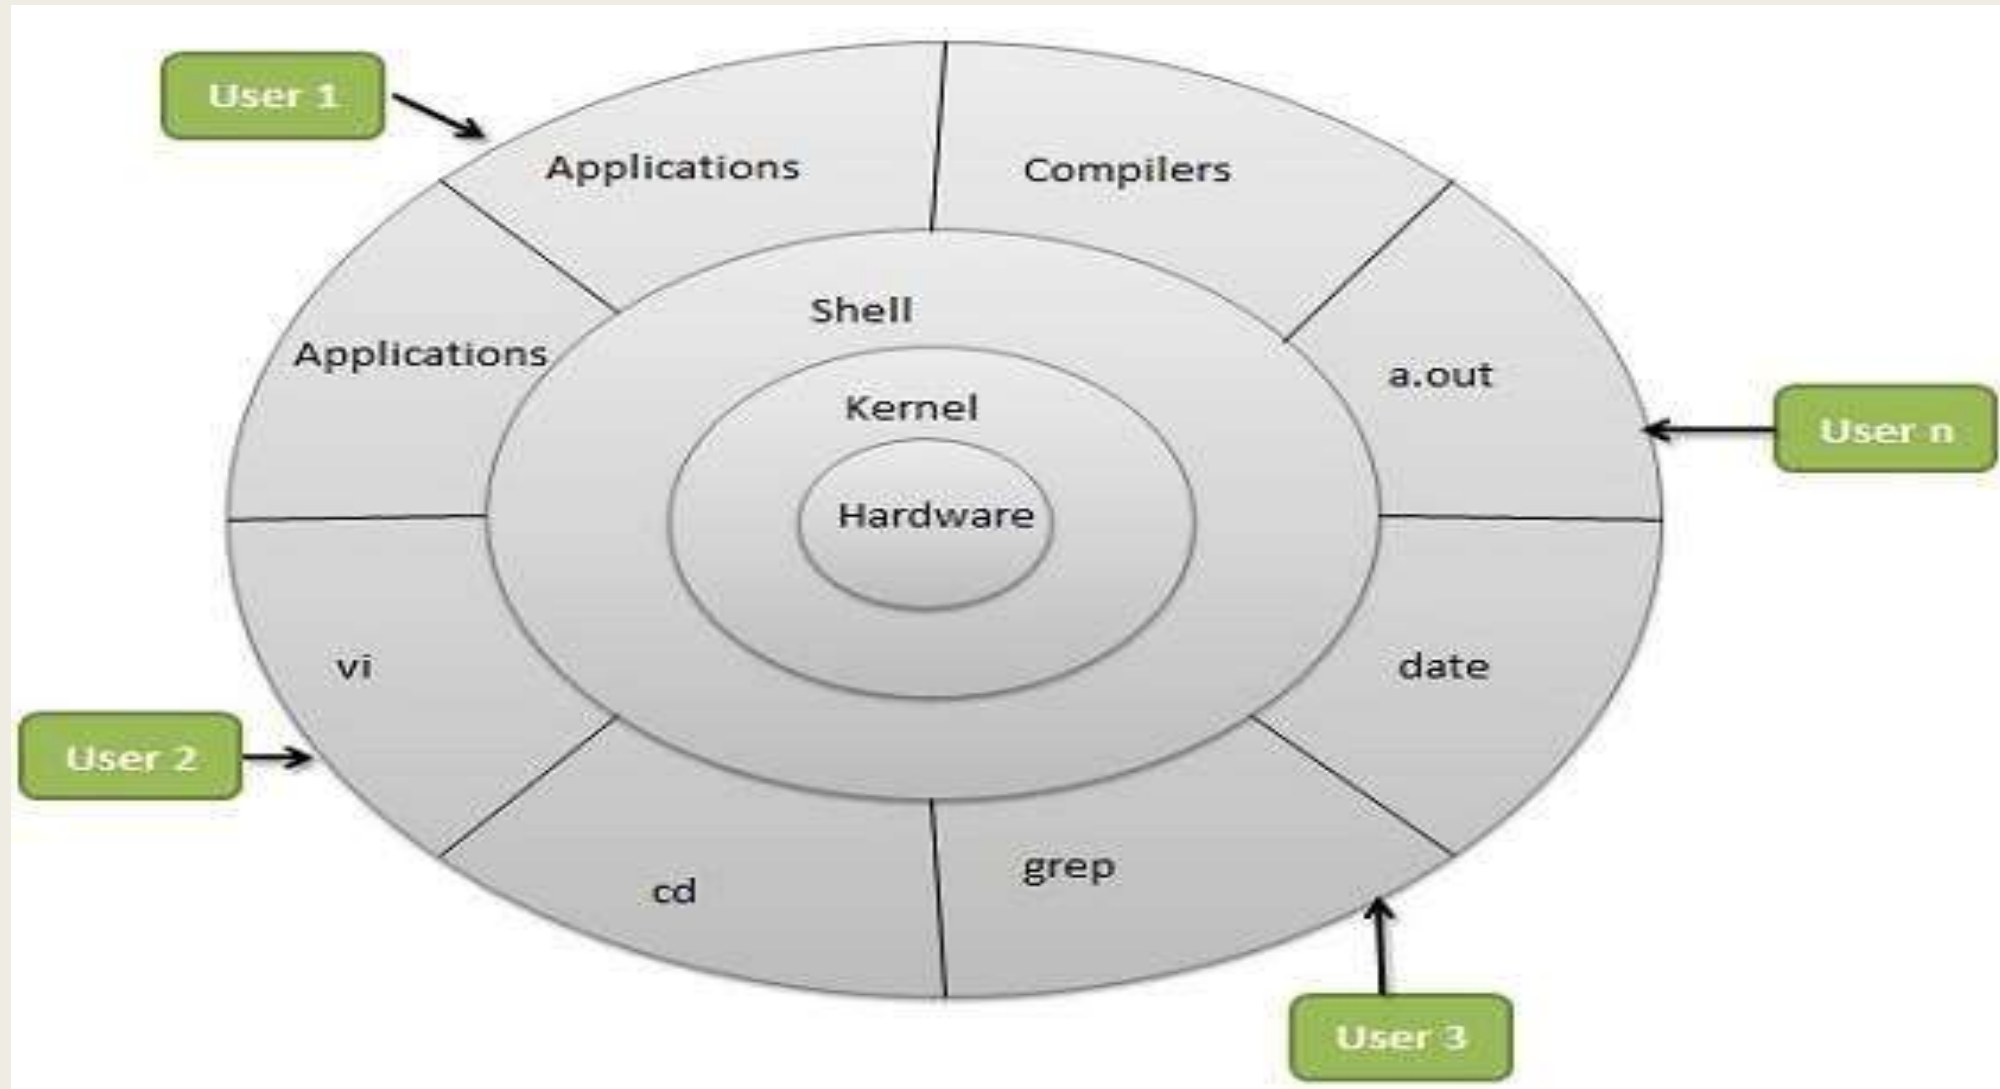 User 1
Applications
Compilers
Shell
Applications
a.out
Kernel
User n
Hardware
vi
date
User 2
grep
cd
User 3